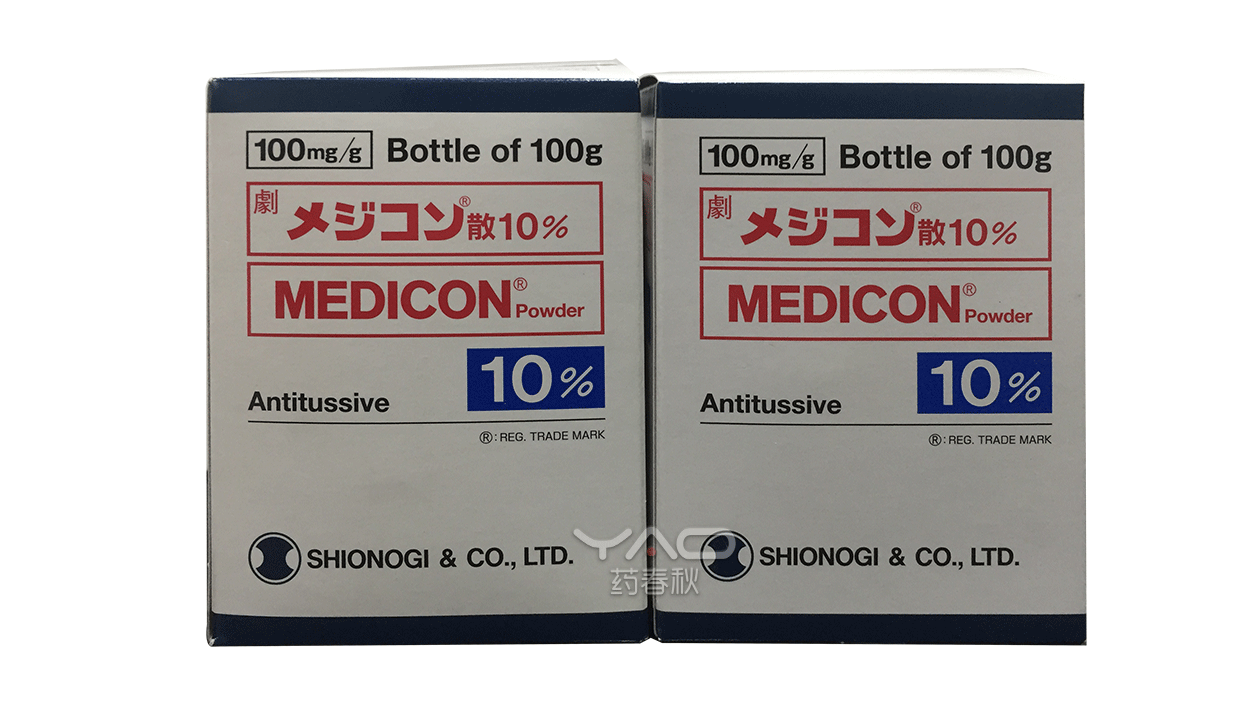 100mg/g Bottle of 100g
劇 メジコン®散10%
MEDICON® Powder
10%
Antitussive
®: REG. TRADE MARK
SHIONOGI & CO., LTD.
100mg/g Bottle of 100g
劇 メジコン®散10%
MEDICON® Powder
10%
Antitussive
®: REG. TRADE MARK
SHIONOGI & CO., LTD.
YAO
药春秋